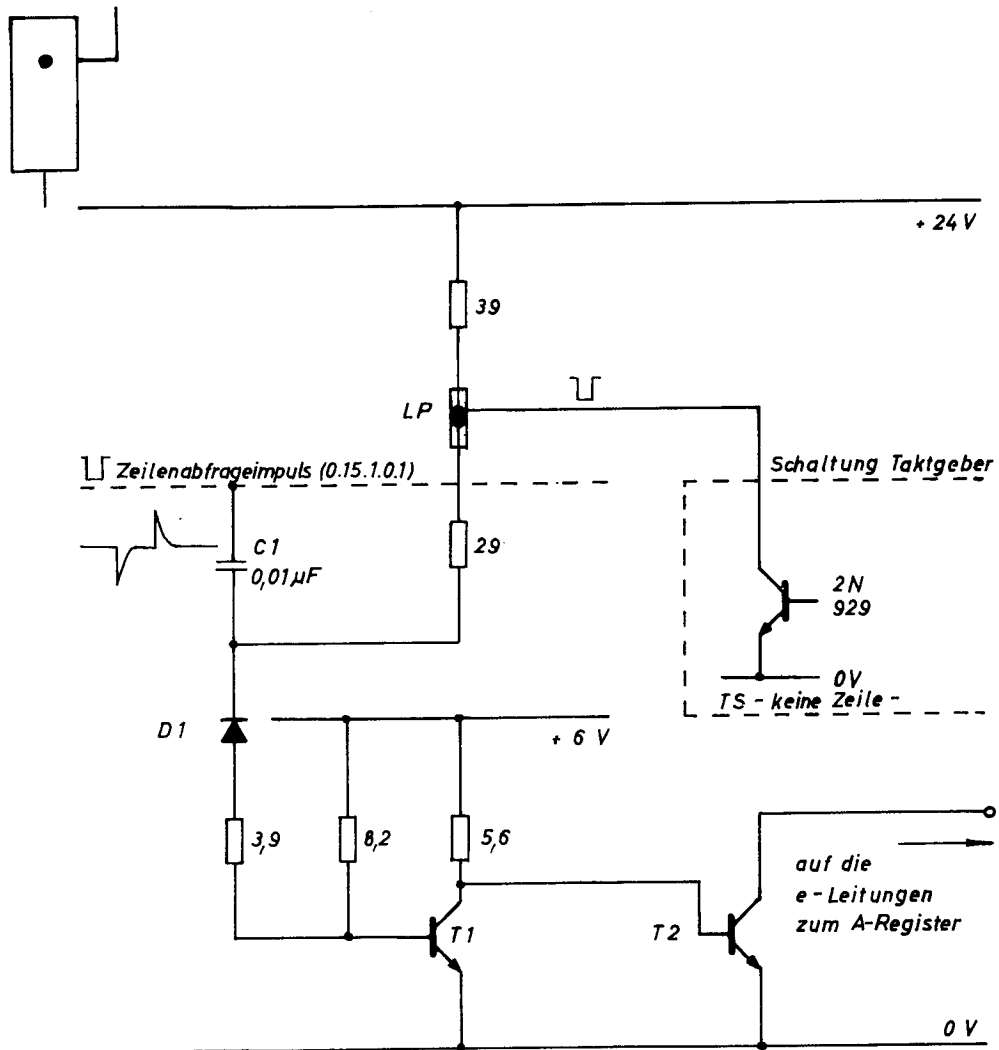 + 24 V
39
LP
Zeilenabfrageimpuls (0.15.1.0.1)
Schaltung Taktgeber
C1
0,01 µF
29
2N
929
0V
TS - keine Zeile -
D1
+ 6 V
3,9
8,2
5,6
auf die
e - Leitungen
zum A-Register
T1
T2
0 V